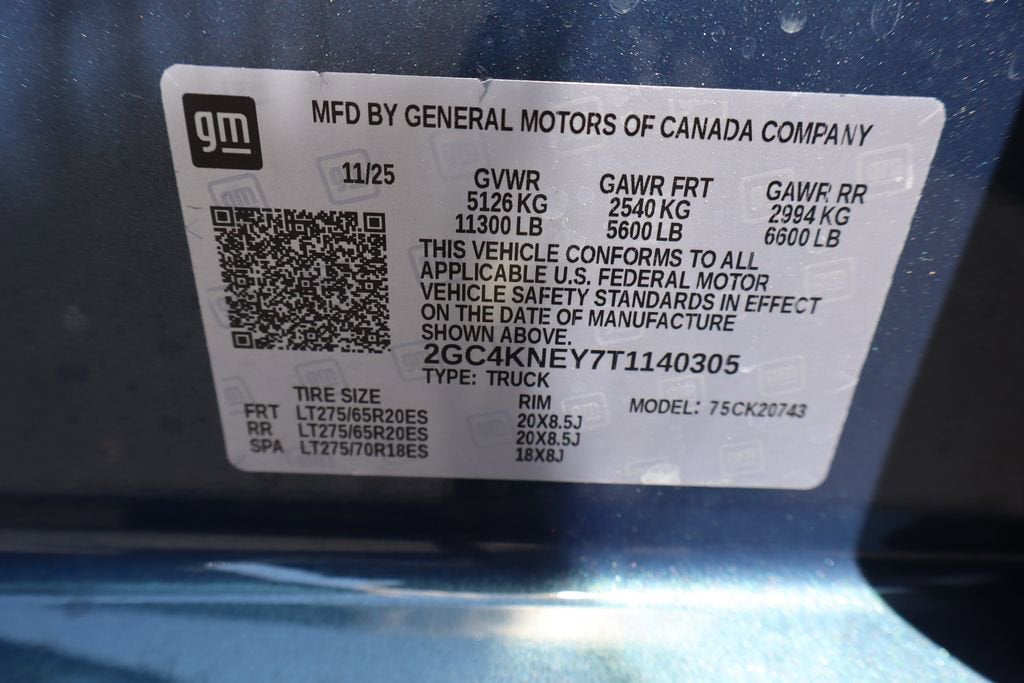 gm
MFD BY GENERAL MOTORS OF CANADA COMPANY
11/25
GVWR GAWR FRT GAWR RR
5126 KG 2540 KG 2994 KG
11300 LB 5600 LB 6600 LB
THIS VEHICLE CONFORMS TO ALL
APPLICABLE U.S. FEDERAL MOTOR
VEHICLE SAFETY STANDARDS IN EFFECT
ON THE DATE OF MANUFACTURE
SHOWN ABOVE.
2GC4KNEY7T1140305
TYPE: TRUCK
TIRE SIZE RIM MODEL: 75CK20743
FRT LT275/65R20ES 20X8.5J
RR LT275/65R20ES 20X8.5J
SPA LT275/70R18ES 18X8J